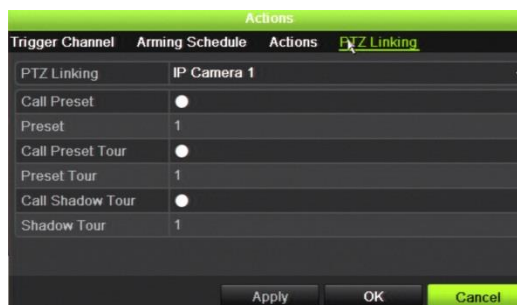 Actions
Trigger Channel Arming Schedule Actions PTZ Linking
PTZ Linking IP Camera 1
Call Preset
Preset 1
Call Preset Tour
Preset Tour 1
Call Shadow Tour
Shadow Tour 1
Apply OK Cancel